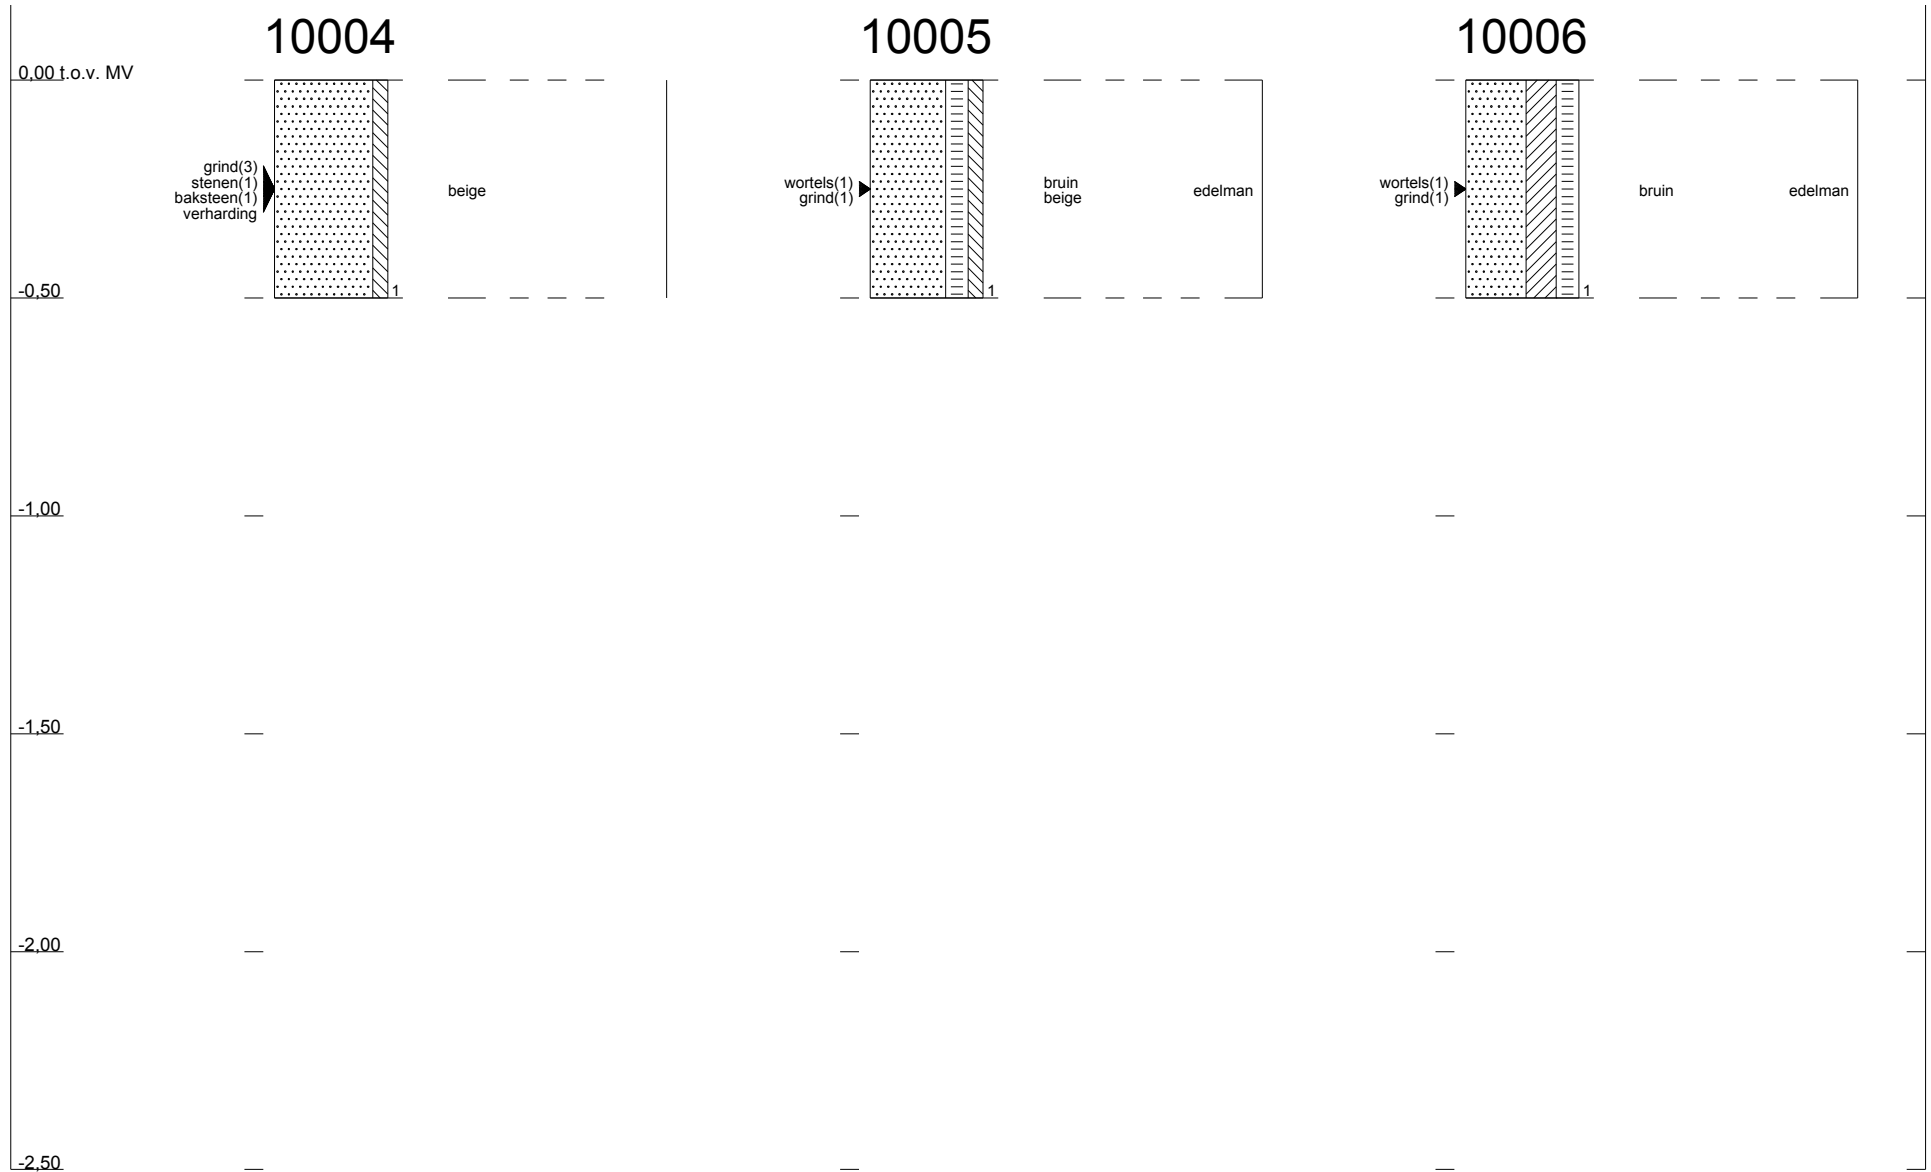 10004
10005
10006
0,00 t.o.v. MV
grind(3)
stenen(1)
baksteen(1)
verharding
beige
1
wortels(1)
grind(1)
bruin
beige
edelman
1
wortels(1)
grind(1)
bruin
edelman
1
-0,50
-1,00
-1,50
-2,00
-2,50